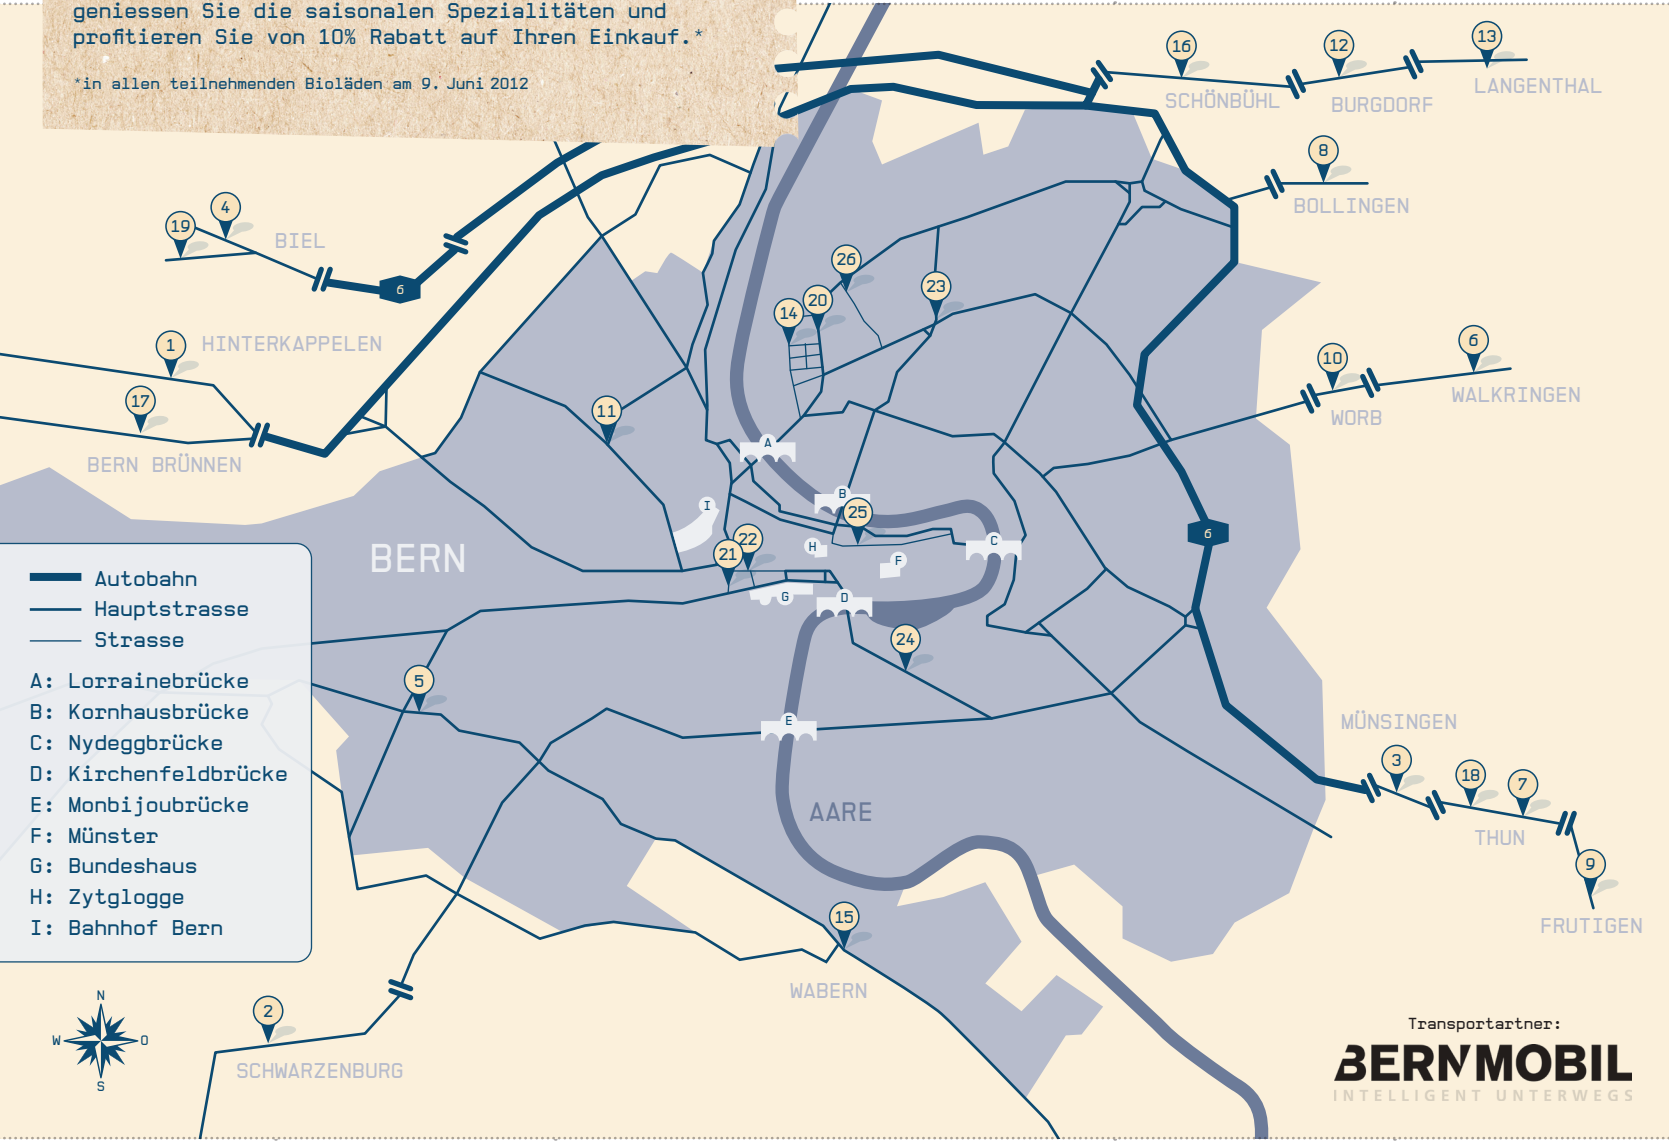 geniessen Sie die saisonalen Spezialitäten und
profitieren Sie von 10% Rabatt auf Ihren Einkauf.*
*in allen teilnehmenden Bioläden am 9. Juni 2012
16
12
13
SCHÖNBÜHL
BURGDORF
LANGENTHAL
8
BOLLINGEN
19
4
BIEL
6
26
20
14
23
1
HINTERKAPPELEN
17
BERN BRÜNNEN
11
10
6
WORB
WALKRINGEN
A
B
25
I
C
H
F
22
21
G
D
BERN
6
24
5
E
AARE
Autobahn
Hauptstrasse
Strasse
A: Lorrainebrücke
B: Kornhausbrücke
C: Nydeggbrücke
D: Kirchenfeldbrücke
E: Monbijoubrücke
F: Münster
G: Bundeshaus
H: Zytglogge
I: Bahnhof Bern
MÜNSINGEN
3
18
7
THUN
9
FRUTIGEN
15
WABERN
N
W
O
S
2
SCHWARZENBURG
Transportartner:
BERNMOBIL
INTELLIGENT UNTERWEGS